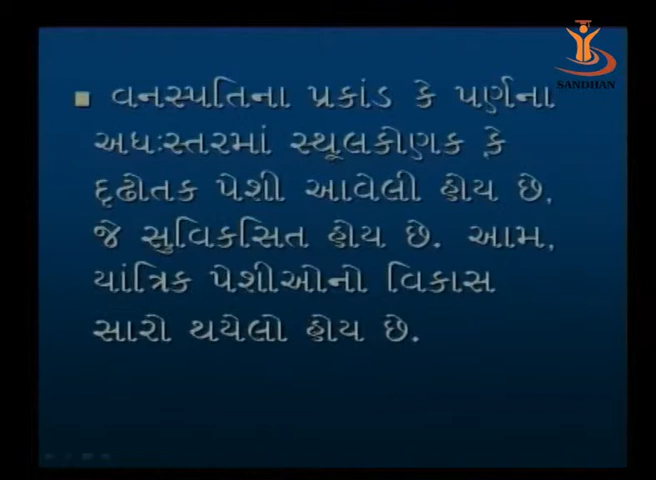 SANDHAN
વનસ્પતિના પ્રકાંડ કે પર્ણના
અધઃસ્તરમાં સ્થૂલકોણક કે
દૃઢોતક પેશી આવેલી હોય છે,
જે સુવિકસિત હોય છે. આમ,
યાંત્રિક પેશીઓનો વિકાસ
સારો થયેલો હોય છે.